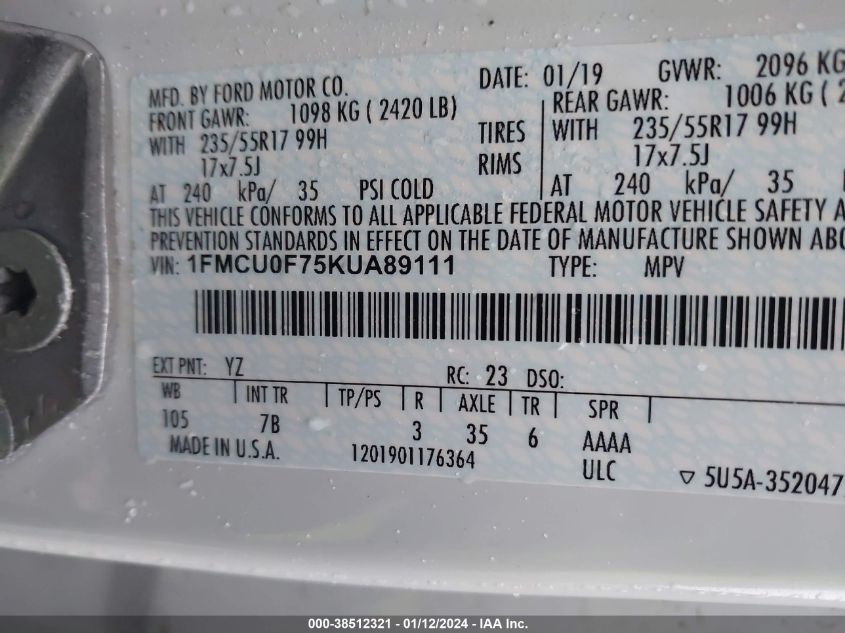 MFD. BY FORD MOTOR CO. DATE: 01/19 GVWR: 2096 KG
FRONT GAWR: 1098 KG ( 2420 LB) REAR GAWR: 1006 KG (
WITH 235/55R17 99H TIRES WITH 235/55R17 99H
17x7.5J RIMS 17x7.5J
AT 240 kPa/ 35 PSI COLD AT 240 kPa/ 35
THIS VEHICLE CONFORMS TO ALL APPLICABLE FEDERAL MOTOR VEHICLE SAFETY A
PREVENTION STANDARDS IN EFFECT ON THE DATE OF MANUFACTURE SHOWN ABO
VIN: 1FMCU0F75KUA89111 TYPE: MPV
EXT PNT: YZ RC: 23 DSO:
WB INT TR TP/PS R AXLE TR SPR
105 7B 3 35 6 AAAA
MADE IN U.S.A. 1201901176364 ULC ▽ 5U5A-352047
000-38512321 - 01/12/2024 - IAAI.COM